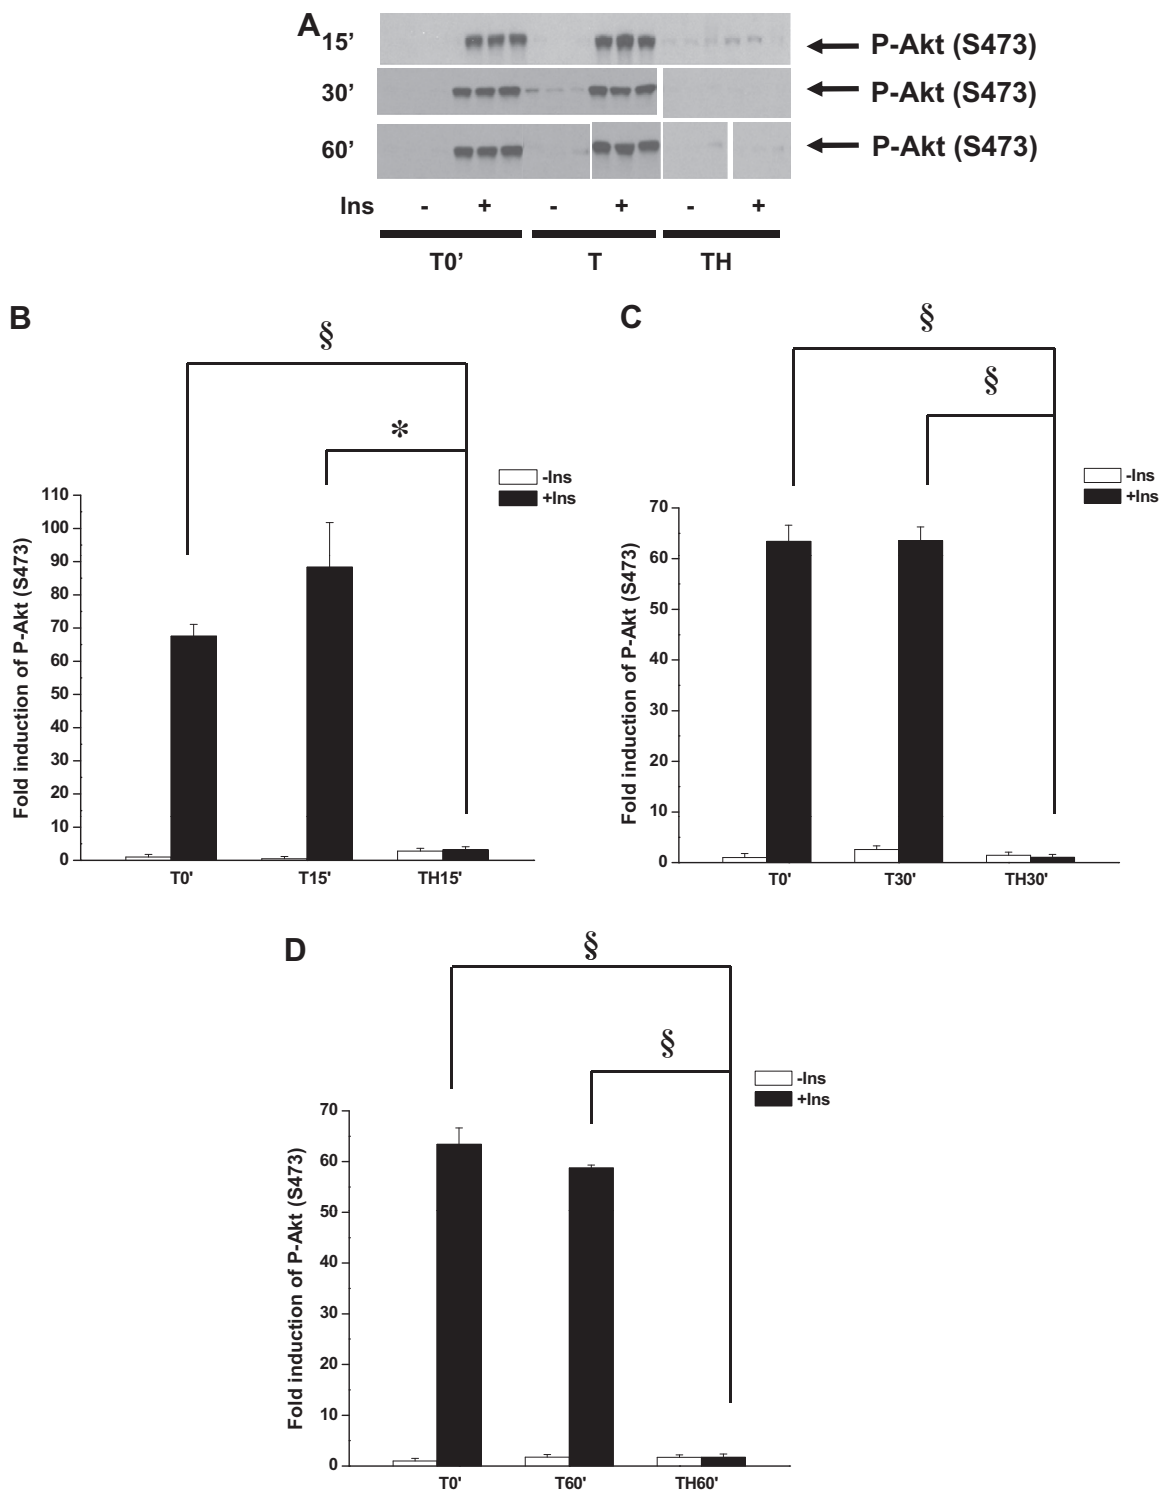 A
15’ P-Akt (S473)
30’ P-Akt (S473)
60’ P-Akt (S473)
Ins - + - + - +
T0’ T TH
B
§
*
-Ins
+Ins
Fold induction of P-Akt (S473)
110
100
90
80
70
60
50
40
30
20
10
0
T0' T15' TH15'
C
§
§
-Ins
+Ins
Fold induction of P-Akt (S473)
70
60
50
40
30
20
10
0
T0' T30' TH30'
D
§
§
-Ins
+Ins
Fold induction of P-Akt (S473)
70
60
50
40
30
20
10
0
T0' T60' TH60'